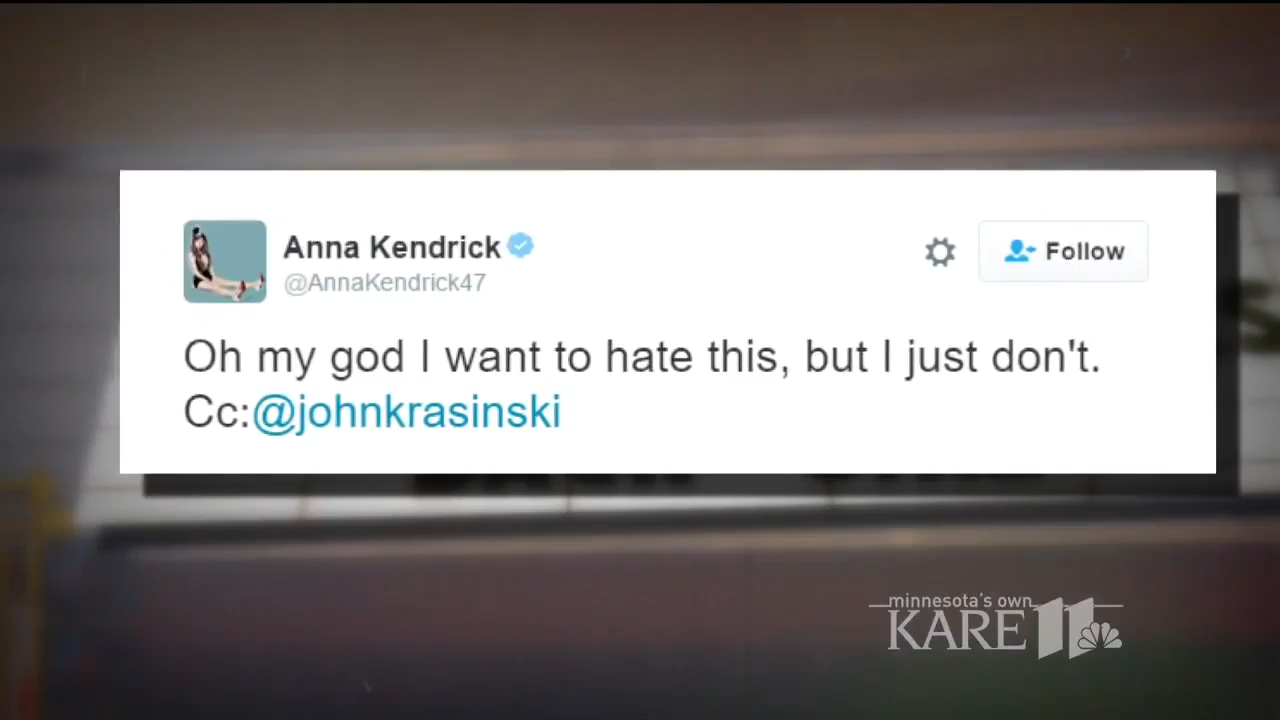 Anna Kendrick
@AnnaKendrick47
Follow
Oh my god I want to hate this, but I just don't.
Cc:@johnkrasinski
minnesota's own
KARE 11